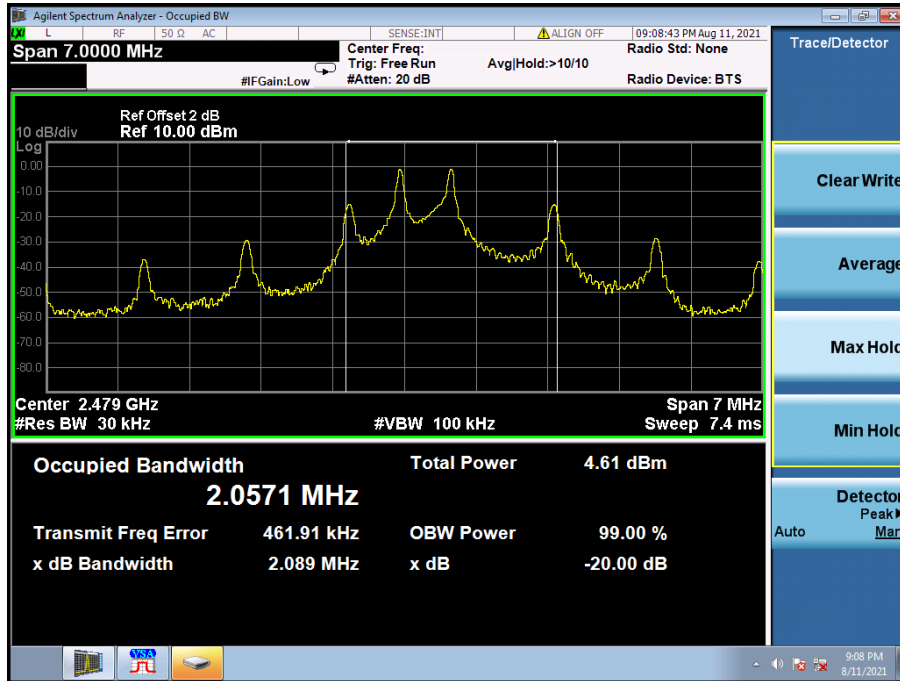 Agilent Spectrum Analyzer - Occupied BW
LXI L RF 50 Ω AC SENSE:INT ALIGN OFF 09:08:43 PM Aug 11, 2021
Span 7.0000 MHz
Center Freq:
Radio Std: None
Trig: Free Run
Avg|Hold:>10/10
#IFGain:Low
#Atten: 20 dB
Radio Device: BTS
Trace/Detector
Ref Offset 2 dB
10 dB/div Ref 10.00 dBm
Log
0.00
-10.0
-20.0
-30.0
-40.0
-50.0
-60.0
-70.0
-80.0
Center 2.479 GHz
Span 7 MHz
#Res BW 30 kHz
#VBW 100 kHz
Sweep 7.4 ms
Occupied Bandwidth
Total Power 4.61 dBm
2.0571 MHz
Transmit Freq Error 461.91 kHz
OBW Power 99.00 %
x dB Bandwidth 2.089 MHz
x dB -20.00 dB
Clear Write
Average
Max Hold
Min Hold
Detector
Peak
Auto Man
VSA
9:08 PM
8/11/2021